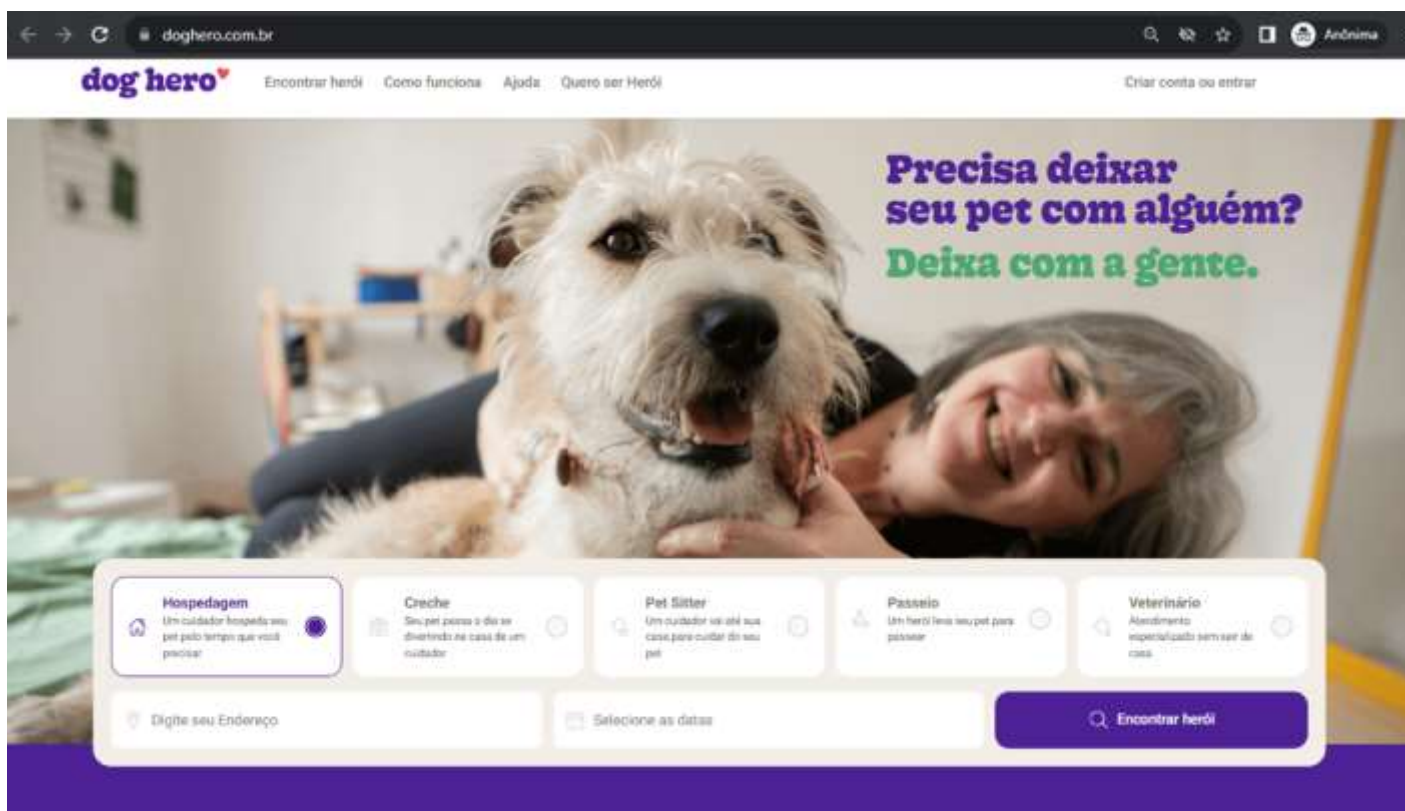 doghero.com.br
Anônima
dog hero
Encontrar herói Como funciona Ajuda Quero ser Herói
Criar conta ou entrar
Precisa deixar
seu pet com alguém?
Deixa com a gente.
Hospedagem
Um cuidador hospeda seu
pet pelo tempo que você
precisar
Creche
Seu pet passa o dia se
divertindo na casa de um
cuidador
Pet Sitter
Um cuidador vai até sua
casa para cuidar do seu
pet
Passeio
Um herói leva seu pet para
passear
Veterinário
Atendimento
especializado sem sair de
casa
Digite seu Endereço
Selecione as datas
Encontrar herói